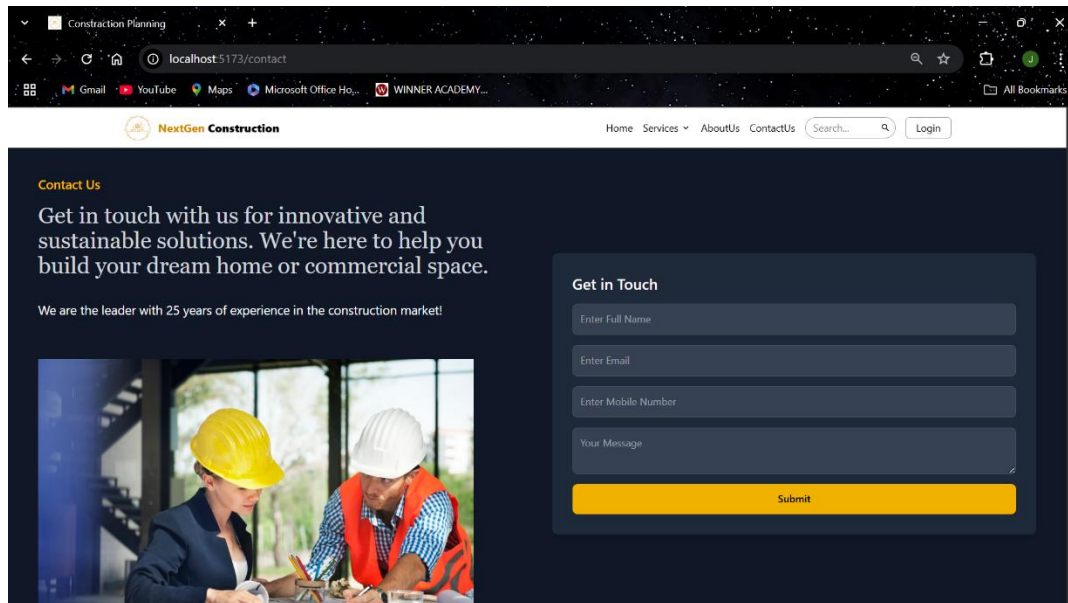 Constraction Planning
localhost:5173/contact
J
Gmail YouTube Maps Microsoft Office Ho... WINNER ACADEMY... All Bookmarks
NextGen Construction Home Services AboutUs ContactUs Search... Login
Contact Us
Get in touch with us for innovative and
sustainable solutions. We're here to help you
build your dream home or commercial space.
We are the leader with 25 years of experience in the construction market!
Get in Touch
Enter Full Name
Enter Email
Enter Mobile Number
Your Message
Submit